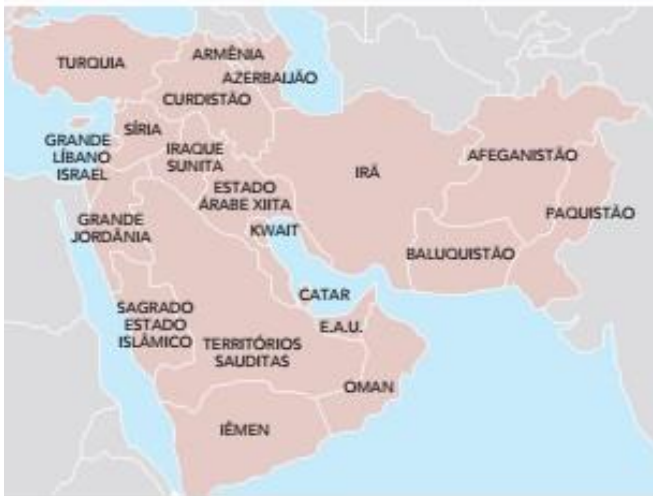 TURQUIA
ARMÊNIA
AZERBAIJÃO
CURDISTÃO
SÍRIA
GRANDE
LÍBANO
ISRAEL
IRAQUE
SUNITA
IRÃ
AFEGANISTÃO
ESTADO
ÁRABE XIITA
PAQUISTÃO
GRANDE
JORDÂNIA
KWAIT
BALUQUISTÃO
CATAR
SAGRADO
ESTADO
ISLÂMICO
E.A.U.
TERRITÓRIOS
SAUDITAS
OMAN
IÊMEN